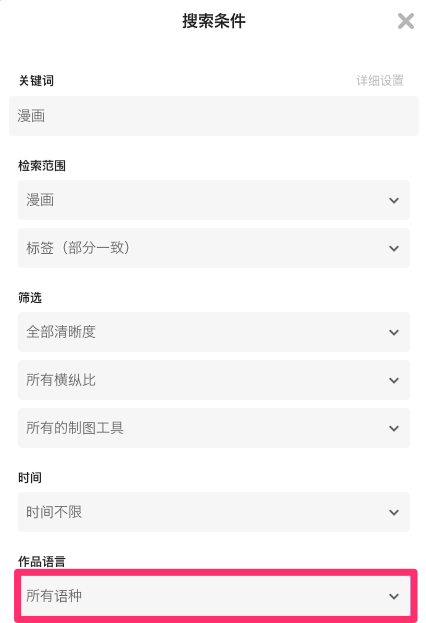 搜索条件
关键词 详细设置
漫画
检索范围
漫画
标签（部分一致）
筛选
全部清晰度
所有横纵比
所有的制图工具
时间
时间不限
作品语言
所有语种